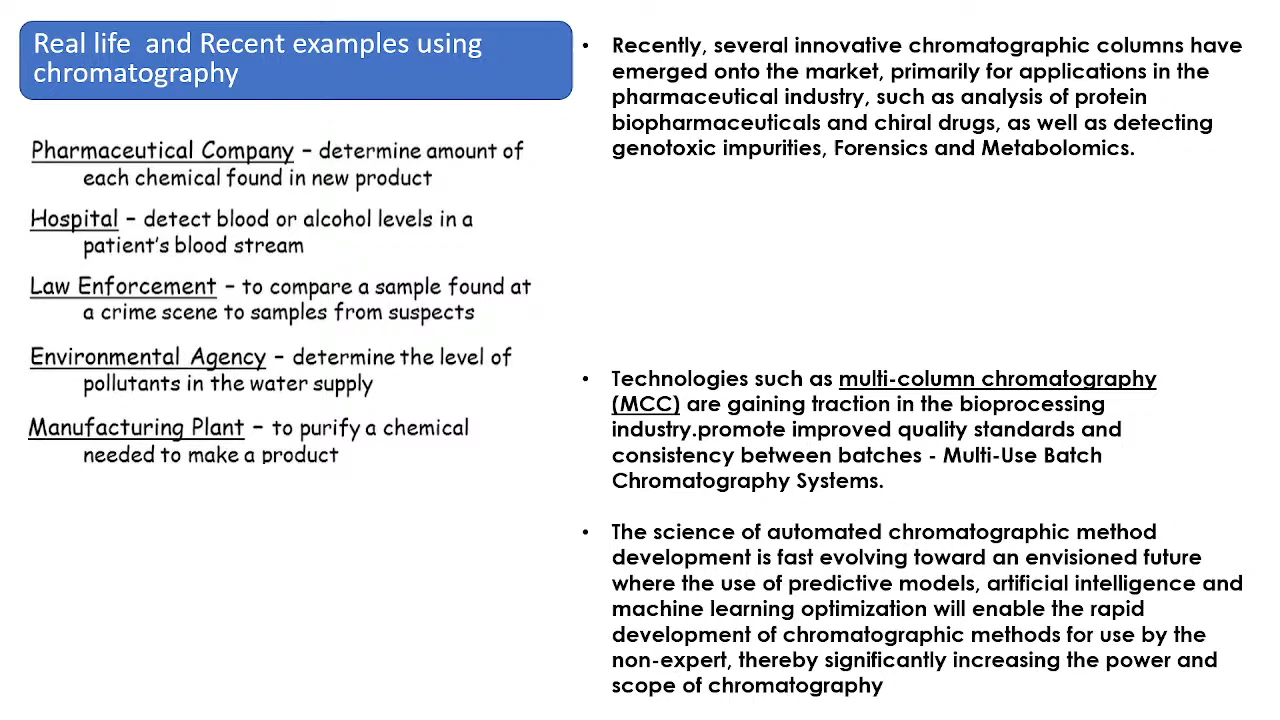 Real life  and Recent examples using
chromatography
Pharmaceutical Company – determine amount of
each chemical found in new product
Hospital – detect blood or alcohol levels in a
patient's blood stream
Law Enforcement – to compare a sample found at
a crime scene to samples from suspects
Environmental Agency – determine the level of
pollutants in the water supply
Manufacturing Plant – to purify a chemical
needed to make a product
• Recently, several innovative chromatographic columns have
emerged onto the market, primarily for applications in the
pharmaceutical industry, such as analysis of protein
biopharmaceuticals and chiral drugs, as well as detecting
genotoxic impurities, Forensics and Metabolomics.
• Technologies such as multi-column chromatography
(MCC) are gaining traction in the bioprocessing
industry.promote improved quality standards and
consistency between batches - Multi-Use Batch
Chromatography Systems.
• The science of automated chromatographic method
development is fast evolving toward an envisioned future
where the use of predictive models, artificial intelligence and
machine learning optimization will enable the rapid
development of chromatographic methods for use by the
non-expert, thereby significantly increasing the power and
scope of chromatography